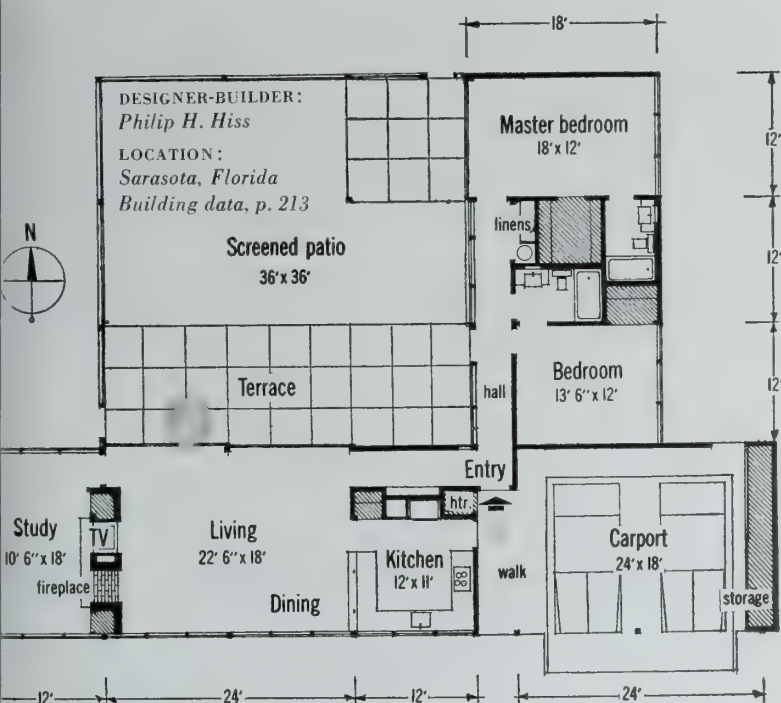 18'
DESIGNER-BUILDER:
Philip H. Hiss
LOCATION:
Sarasota, Florida
Building data, p. 213
Master bedroom
18' x 12'
12'
N
linens
Screened patio
36' x 36'
12'
Terrace
hall
Bedroom
13' 6" x 12'
12'
Entry
htr.
Study
10' 6" x 18'
TV
fireplace
Living
22' 6" x 18'
Dining
Kitchen
12' x 11'
walk
Carport
24' x 18'
storage
12'
24'
12'
24'